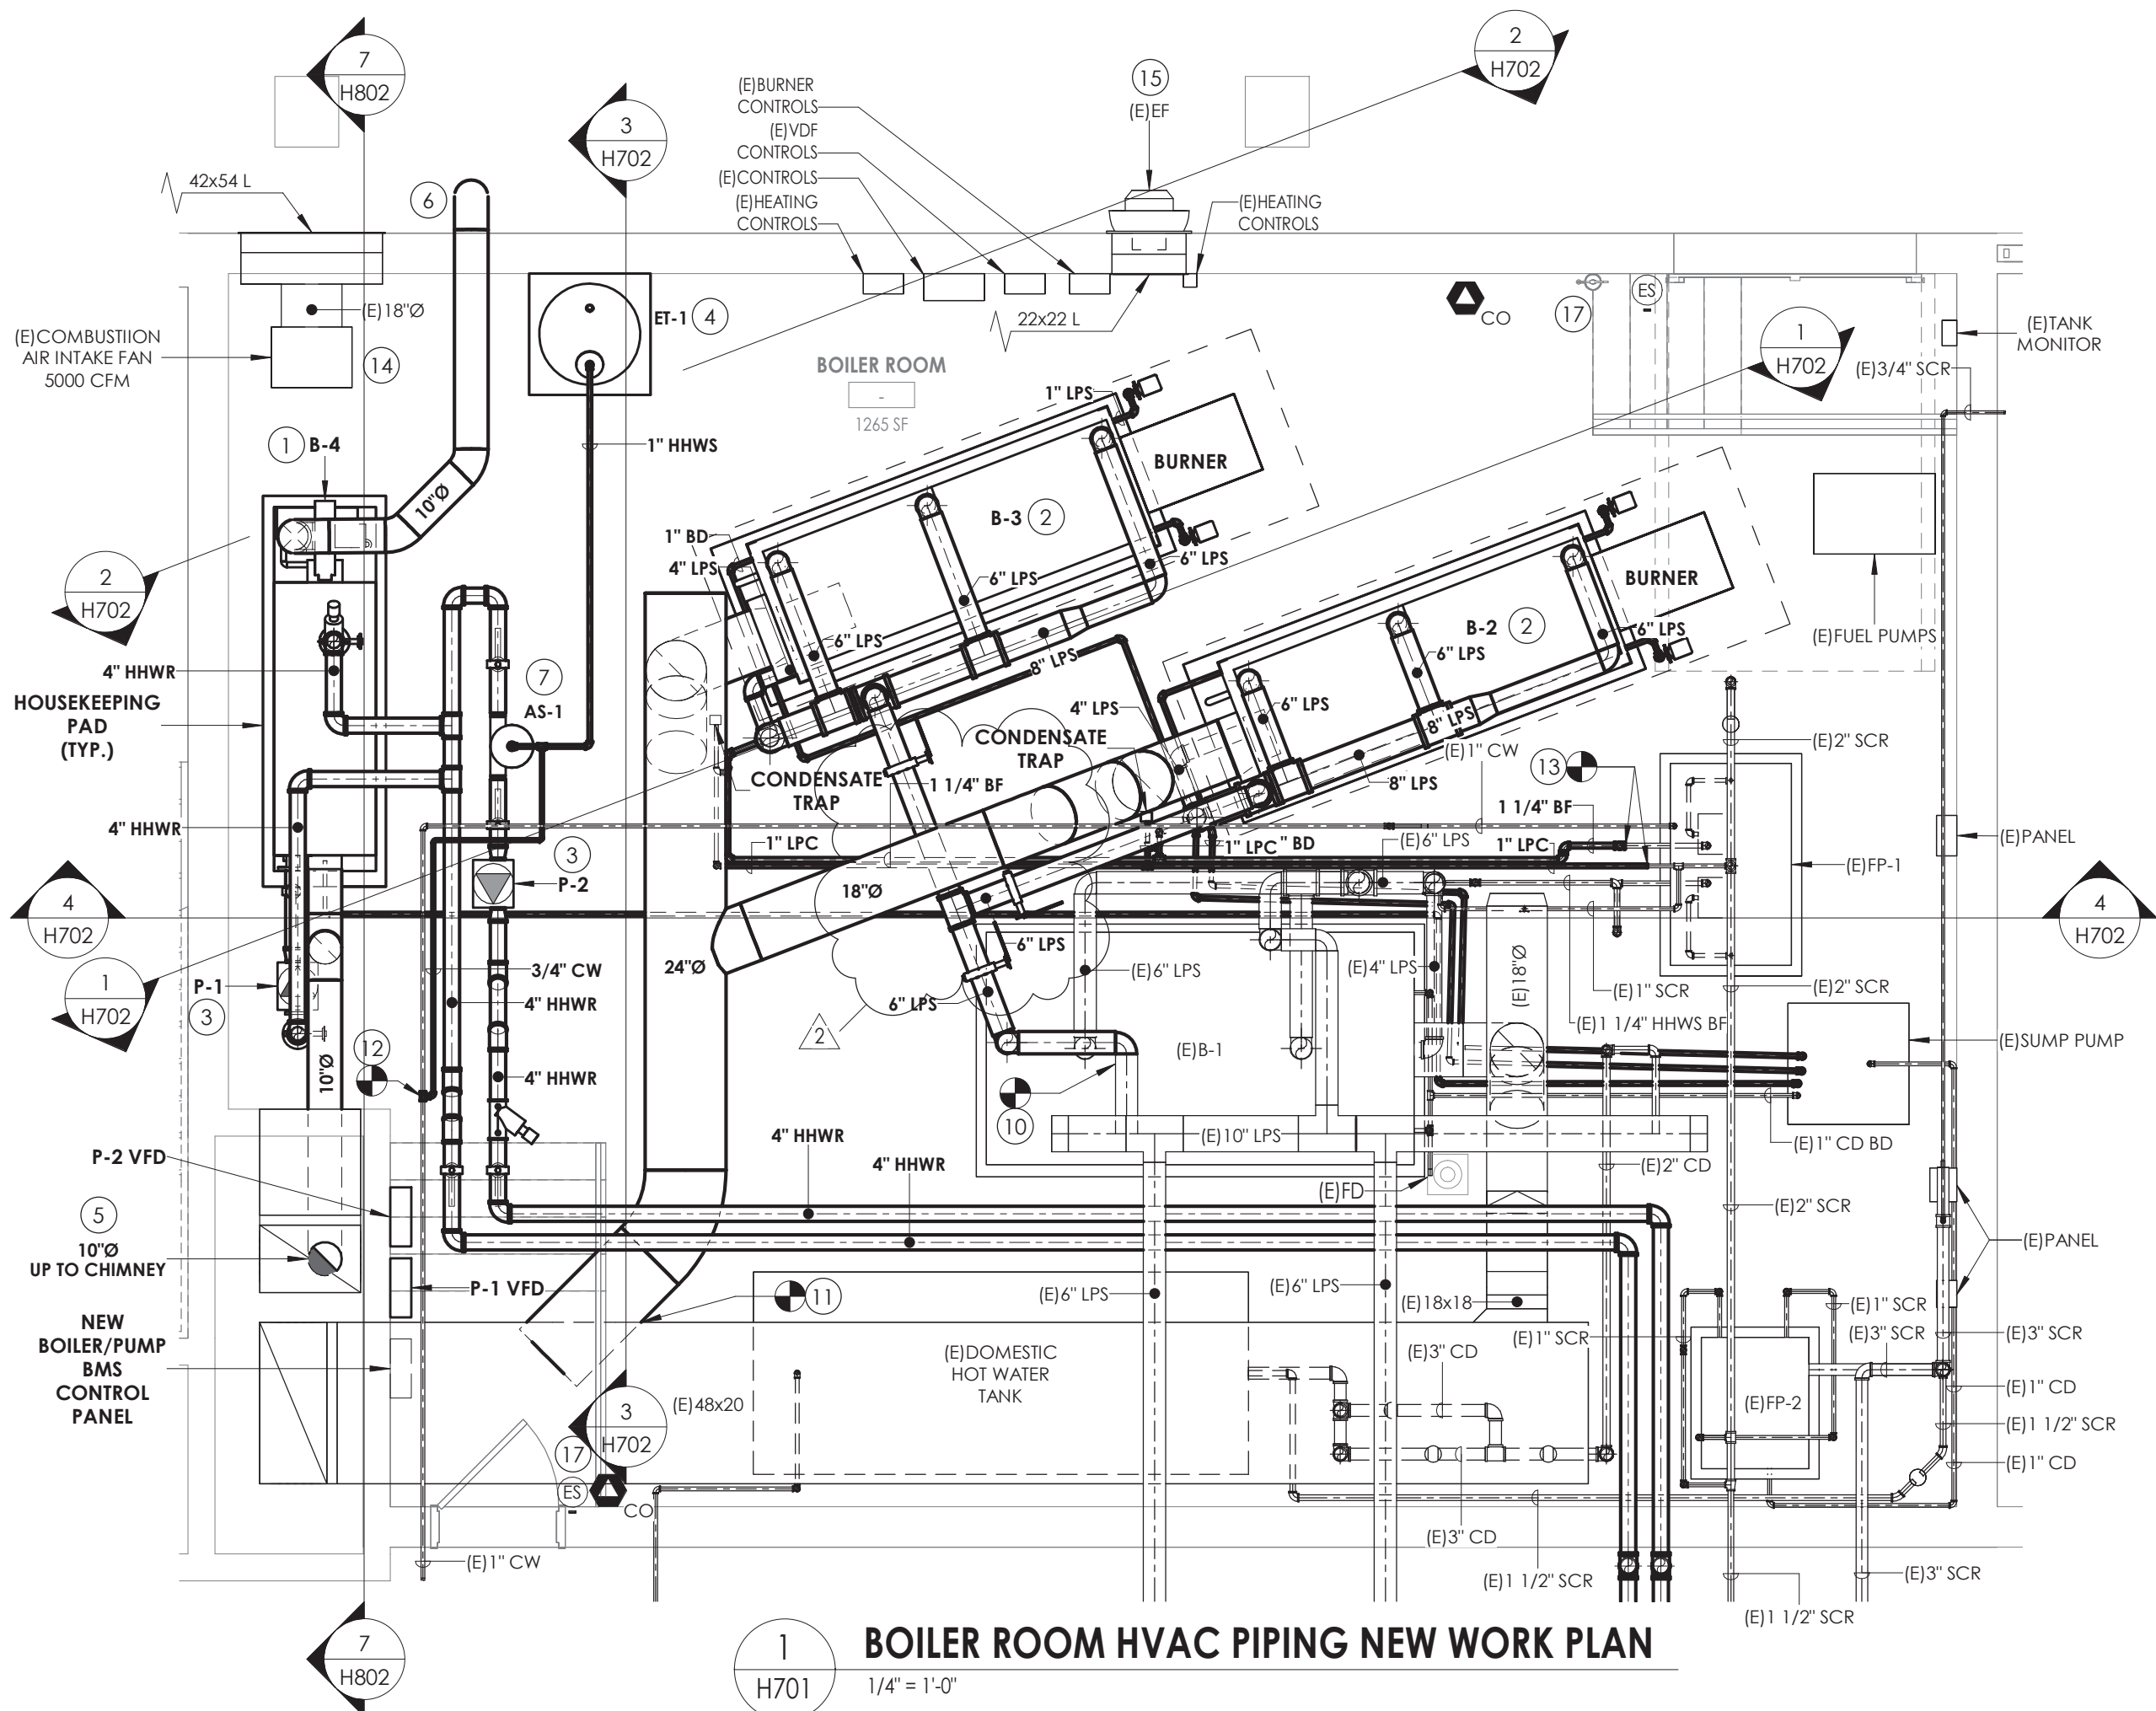 7
H802
3
H702
(E)BURNER
CONTROLS
(E)VDF
CONTROLS
(E)CONTROLS
(E)HEATING
CONTROLS
15
(E)EF
2
H702
42x54 L
6
(E)HEATING
CONTROLS
(E)18"Ø
ET-1
4
22x22 L
CO
17
ES
1
H702
(E)TANK
MONITOR
(E)COMBUSTIION
AIR INTAKE FAN
5000 CFM
14
BOILER ROOM
-
1265 SF
(E)3/4" SCR
1" LPS
1
B-4
1" HHWS
BURNER
10"Ø
B-3
2
1" BD
4" LPS
6" LPS
6" LPS
BURNER
2
H702
B-2
2
6" LPS
6" LPS
6" LPS
(E)FUEL PUMPS
4" HHWR
8" LPS
HOUSEKEEPING
PAD
(TYP.)
7
AS-1
4" LPS
6" LPS
8" LPS
CONDENSATE
TRAP
(E)1" CW
(E)2" SCR
CONDENSATE
TRAP
1 1/4" BF
8" LPS
13
1 1/4" BF
4" HHWR
1" LPC
1" LPC
" BD
(E)6" LPS
1" LPC
(E)PANEL
3
P-2
(E)FP-1
18"Ø
4
H702
4
H702
6" LPS
24"Ø
3/4" CW
(E)6" LPS
(E)4" LPS
(E)18"Ø
P-1
3
1
H702
4" HHWR
6" LPS
2
(E)1" SCR
(E)2" SCR
(E)1 1/4" HHWS BF
12
(E)B-1
(E)SUMP PUMP
10"Ø
4" HHWR
10
4" HHWR
(E)10" LPS
(E)1" CD BD
P-2 VFD
4" HHWR
(E)2" CD
(E)FD
5
10"Ø
UP TO CHIMNEY
(E)2" SCR
(E)PANEL
P-1 VFD
11
(E)6" LPS
(E)6" LPS
(E)18x18
(E)1" SCR
NEW
BOILER/PUMP
BMS
CONTROL
PANEL
(E)1" SCR
(E)3" SCR
(E)3" SCR
(E)DOMESTIC
HOT WATER
TANK
(E)3" CD
(E)1" CD
3
H702
(E)48x20
(E)FP-2
(E)1 1/2" SCR
17
ES
CO
(E)1" CD
(E)3" CD
(E)1" CW
(E)1 1/2" SCR
(E)3" SCR
(E)1 1/2" SCR
7
H802
1
H701
BOILER ROOM HVAC PIPING NEW WORK PLAN
1/4" = 1'-0"